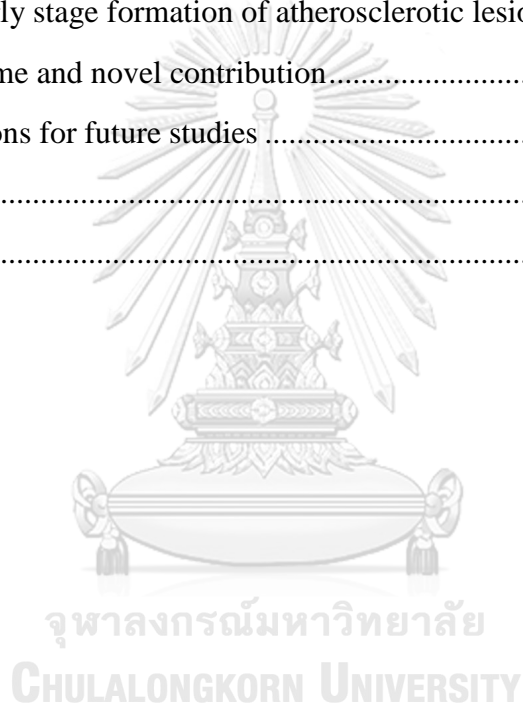 ly stage formation of atherosclerotic lesio
me and novel contribution
ons for future studies
จุฬาลงกรณ์มหาวิทยาลัย
CHULALONGKORN UNIVERSITY